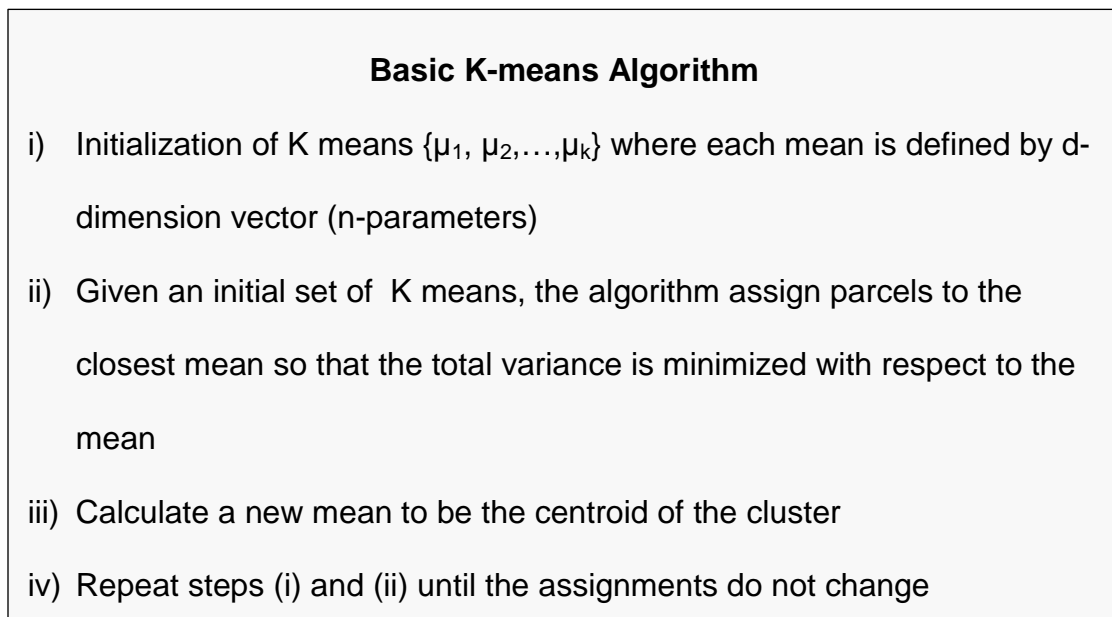 Basic K-means Algorithm
i) Initialization of K means {µ₁, µ₂,…,µₖ} where each mean is defined by d-
dimension vector (n-parameters)
ii) Given an initial set of K means, the algorithm assign parcels to the
closest mean so that the total variance is minimized with respect to the
mean
iii) Calculate a new mean to be the centroid of the cluster
iv) Repeat steps (i) and (ii) until the assignments do not change